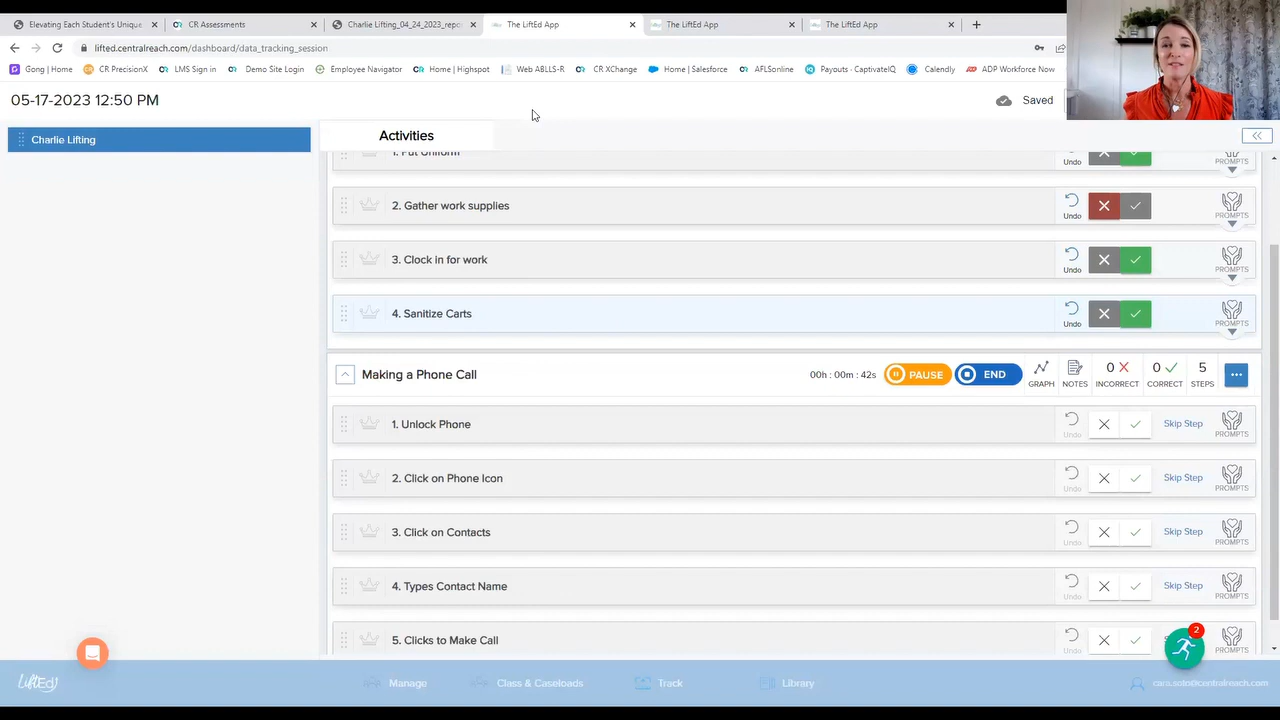 Elevating Each Student's Unique
CR Assessments
Charlie Lifting_04_24_2023_repo
The LiftEd App
The LiftEd App
The LiftEd App
lifted.centralreach.com/dashboard/data_tracking_session
Gong | Home
CR PrecisionX
LMS Sign in
Demo Site Login
Employee Navigator
Home | Highspot
Web ABLLS-R
CR XChange
Home | Salesforce
AFLSonline
Payouts - CaptivateIQ
Calendly
ADP Workforce Now
05-17-2023 12:50 PM
Saved
Charlie Lifting
Activities
1. Put Uniform
PROMPTS
2. Gather work supplies
Undo
PROMPTS
3. Clock in for work
Undo
PROMPTS
4. Sanitize Carts
Undo
PROMPTS
Making a Phone Call
00h : 00m : 42s
PAUSE
END
GRAPH
NOTES
0
INCORRECT
0
CORRECT
5
STEPS
1. Unlock Phone
Undo
Skip Step
PROMPTS
2. Click on Phone Icon
Undo
Skip Step
PROMPTS
3. Click on Contacts
Undo
Skip Step
PROMPTS
4. Types Contact Name
Undo
Skip Step
PROMPTS
5. Clicks to Make Call
Undo
PROMPTS
2
LiftEd
Manage
Class & Caseloads
Track
Library
cara.soto@centralreach.com